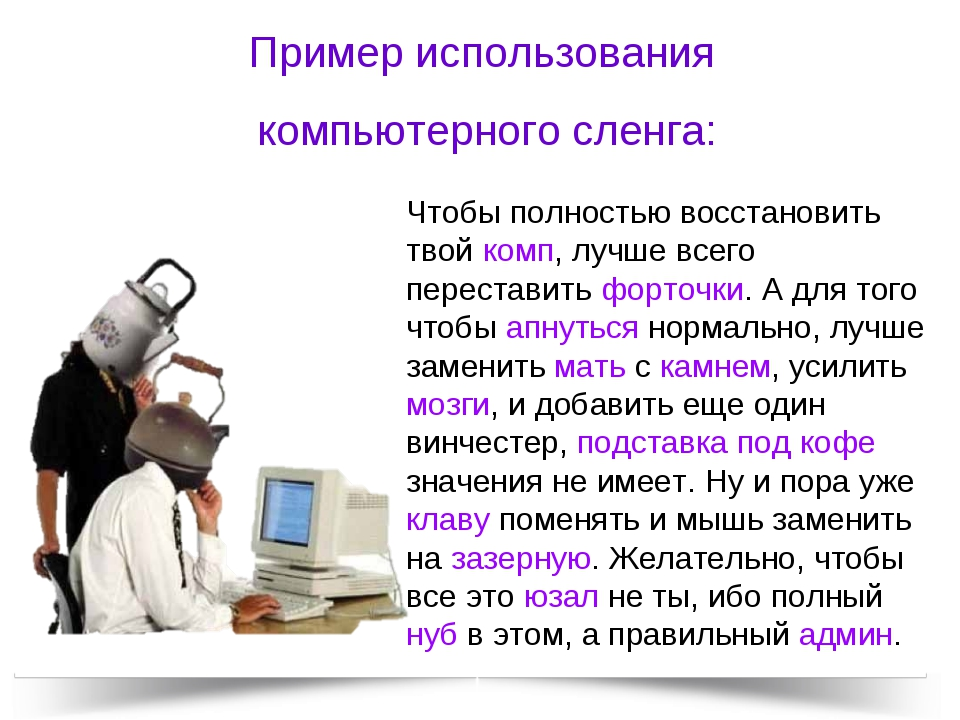 Пример использования
компьютерного сленга:
Чтобы полностью восстановить
твой комп, лучше всего
переставить форточки. А для того
чтобы апнуться нормально, лучше
заменить мать с камнем, усилить
мозги, и добавить еще один
винчестер, подставка под кофе
значения не имеет. Ну и пора уже
клаву поменять и мышь заменить
на зазерную. Желательно, чтобы
все это юзал не ты, ибо полный
нуб в этом, а правильный админ.